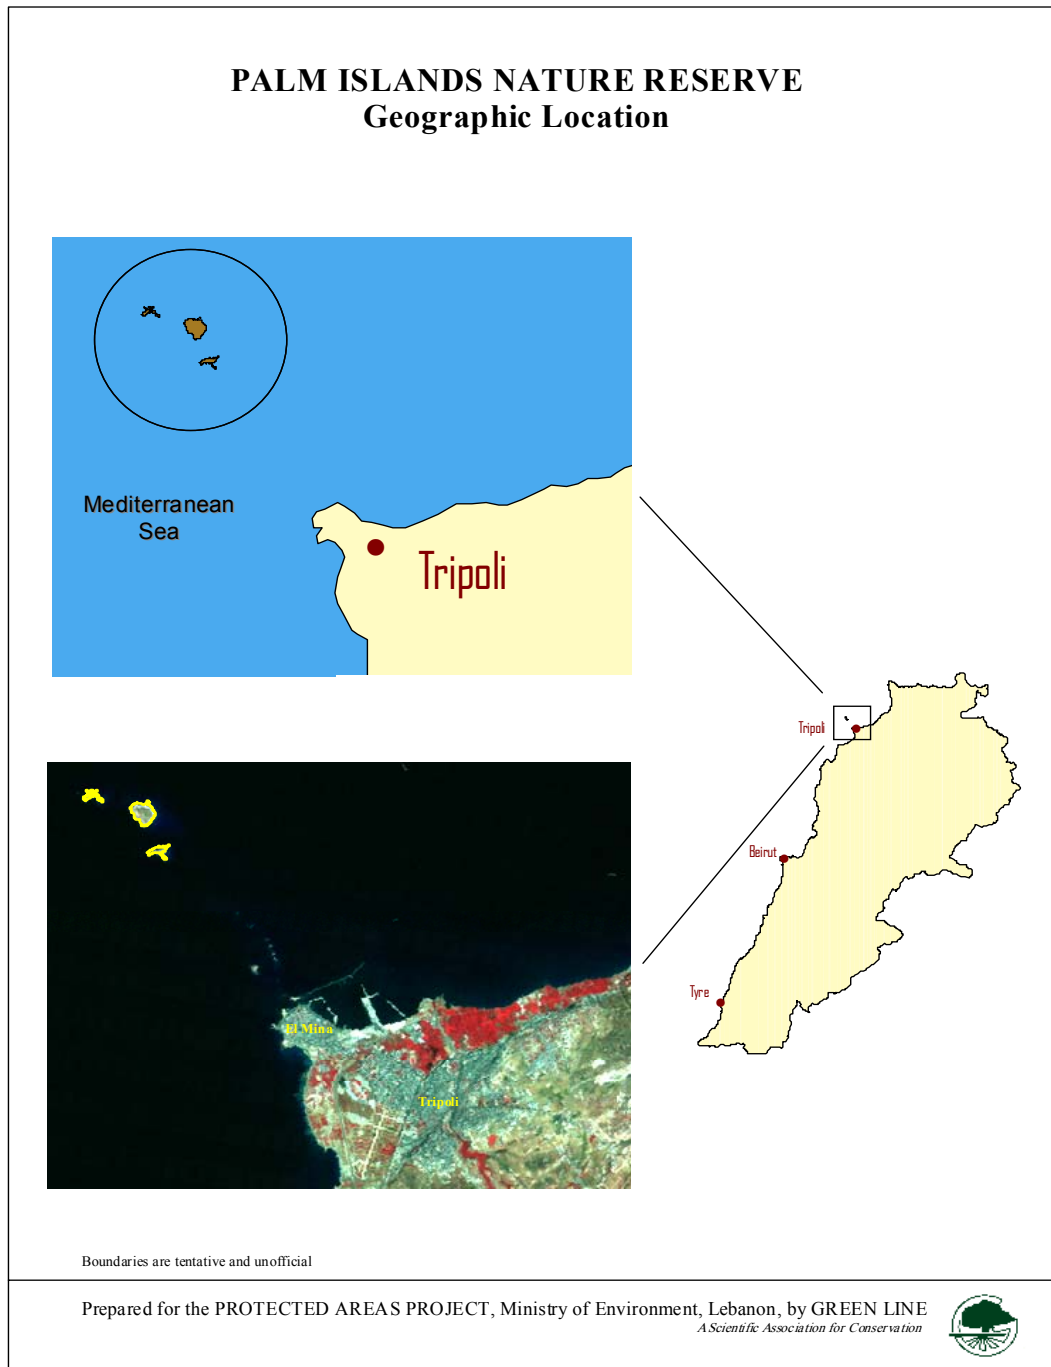 PALM ISLANDS NATURE RESERVE
Geographic Location
Mediterranean
Sea
Tripoli
Tripoli
Beirut
Tyre
El Mina
Tripoli
Boundaries are tentative and unofficial
Prepared for the PROTECTED AREAS PROJECT, Ministry of Environment, Lebanon, by GREEN LINE
A Scientific Association for Conservation